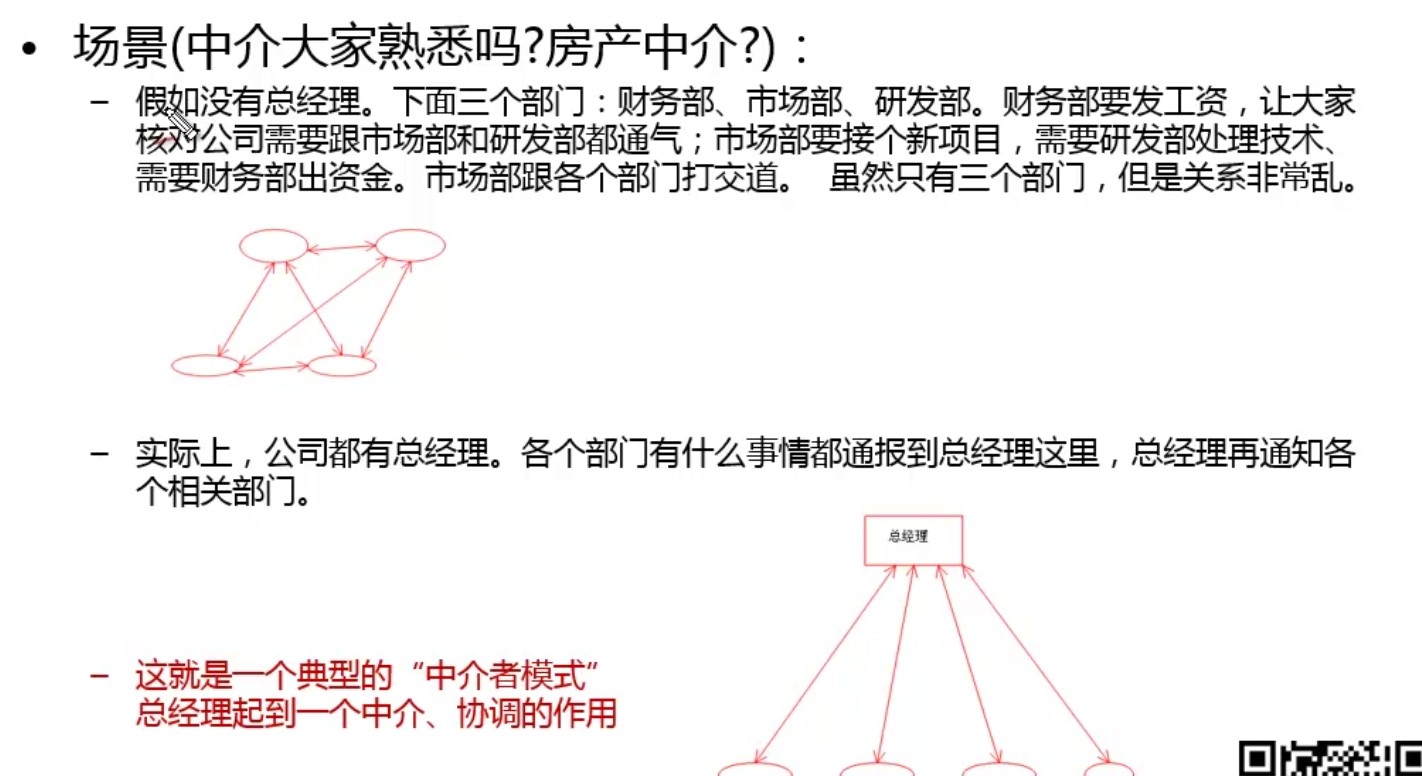 • 场景(中介大家熟悉吗?房产中介?)：
– 假如没有总经理。下面三个部门：财务部、市场部、研发部。财务部要发工资，让大家
核对公司需要跟市场部和研发部都通气；市场部要接个新项目，需要研发部处理技术、
需要财务部出资金。市场部跟各个部门打交道。 虽然只有三个部门，但是关系非常乱。
– 实际上，公司都有总经理。各个部门有什么事情都通报到总经理这里，总经理再通知各
个相关部门。
总经理
– 这就是一个典型的“中介者模式”
总经理起到一个中介、协调的作用